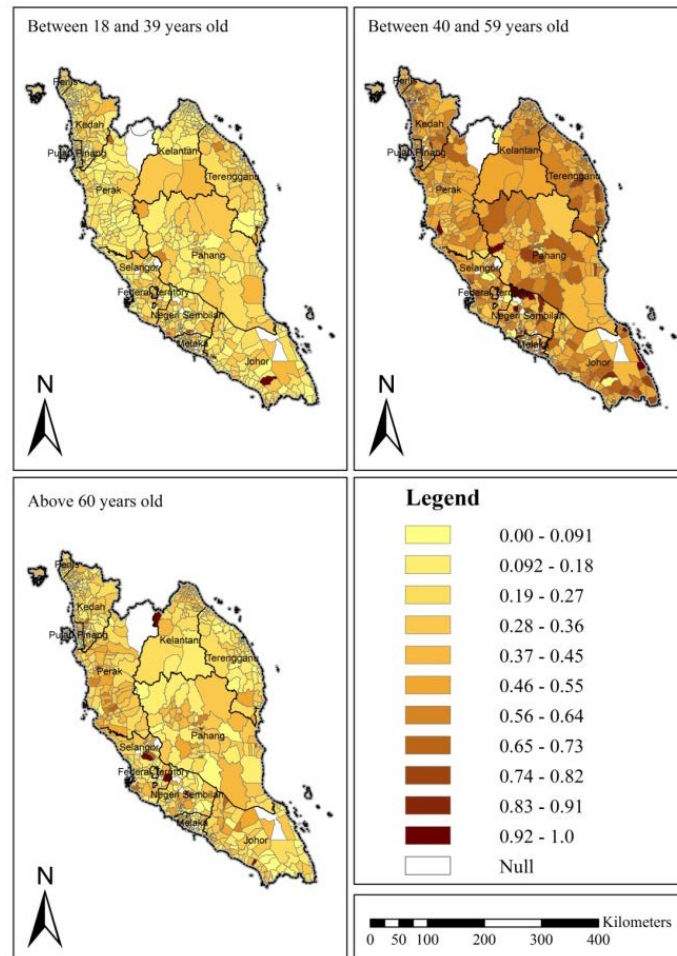 Between 18 and 39 years old
Perlis
Kedah
Pulau Pinang
Kelantan
Terengganu
Perak
Pahang
Selangor
Federal Territory
Negeri Sembilan
Melaka
Johor
N
Between 40 and 59 years old
Perlis
Kedah
Pulau Pinang
Kelantan
Terengganu
Perak
Pahang
Selangor
Federal Territory
Negeri Sembilan
Melaka
Johor
N
Above 60 years old
Perlis
Kedah
Pulau Pinang
Kelantan
Terengganu
Perak
Pahang
Selangor
Federal Territory
Negeri Sembilan
Melaka
Johor
N
Legend
0.00 - 0.091
0.092 - 0.18
0.19 - 0.27
0.28 - 0.36
0.37 - 0.45
0.46 - 0.55
0.56 - 0.64
0.65 - 0.73
0.74 - 0.82
0.83 - 0.91
0.92 - 1.0
Null
Kilometers
0 50 100 200 300 400